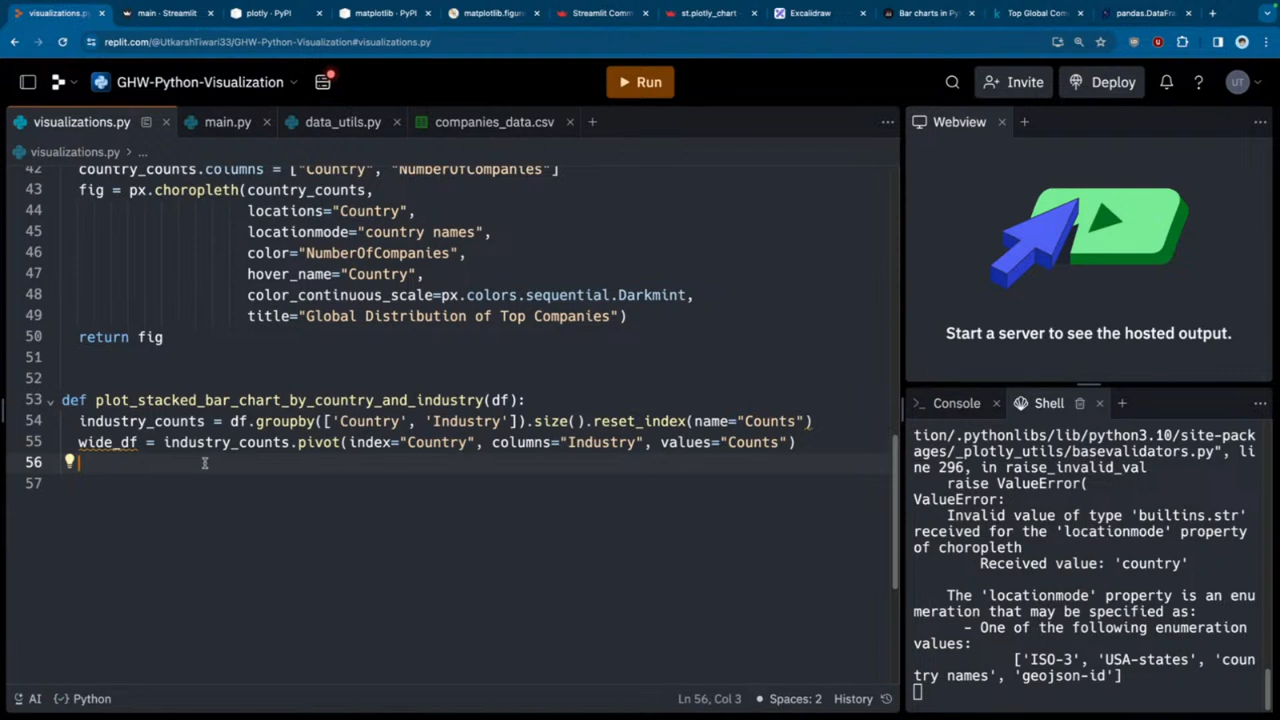 main - Streamlit
plotly · PyPI
matplotlib · PyPI
matplotlib.figur
Streamlit Comm
st.plotly_chart
Excalidraw
Bar charts in Py
Top Global Com
pandas.DataFra
replit.com/@UtkarshTiwari33/GHW-Python-Visualization#visualizations.py
GHW-Python-Visualization
Run
Invite
Deploy
UT
visualizations.py
main.py
data_utils.py
companies_data.csv
Webview
visualizations.py > ...
42 country_counts.columns = ["Country", "NumberOfCompanies"]
43 fig = px.choropleth(country_counts,
44 locations="Country",
45 locationmode="country names",
46 color="NumberOfCompanies",
47 hover_name="Country",
48 color_continuous_scale=px.colors.sequential.Darkmint,
49 title="Global Distribution of Top Companies")
50 return fig
51
52
53 def plot_stacked_bar_chart_by_country_and_industry(df):
54 industry_counts = df.groupby(['Country', 'Industry']).size().reset_index(name="Counts")
55 wide_df = industry_counts.pivot(index="Country", columns="Industry", values="Counts")
56
57
AI
Python
Ln 56, Col 3
Spaces: 2
History
Start a server to see the hosted output.
Console
Shell
tion/.pythonlibs/lib/python3.10/site-pack
ages/_plotly_utils/basevalidators.py", li
ne 296, in raise_invalid_val
raise ValueError(
ValueError:
Invalid value of type 'builtins.str'
received for the 'locationmode' property
of choropleth
Received value: 'country'
The 'locationmode' property is an enu
meration that may be specified as:
- One of the following enumeration
values:
['ISO-3', 'USA-states', 'coun
try names', 'geojson-id']